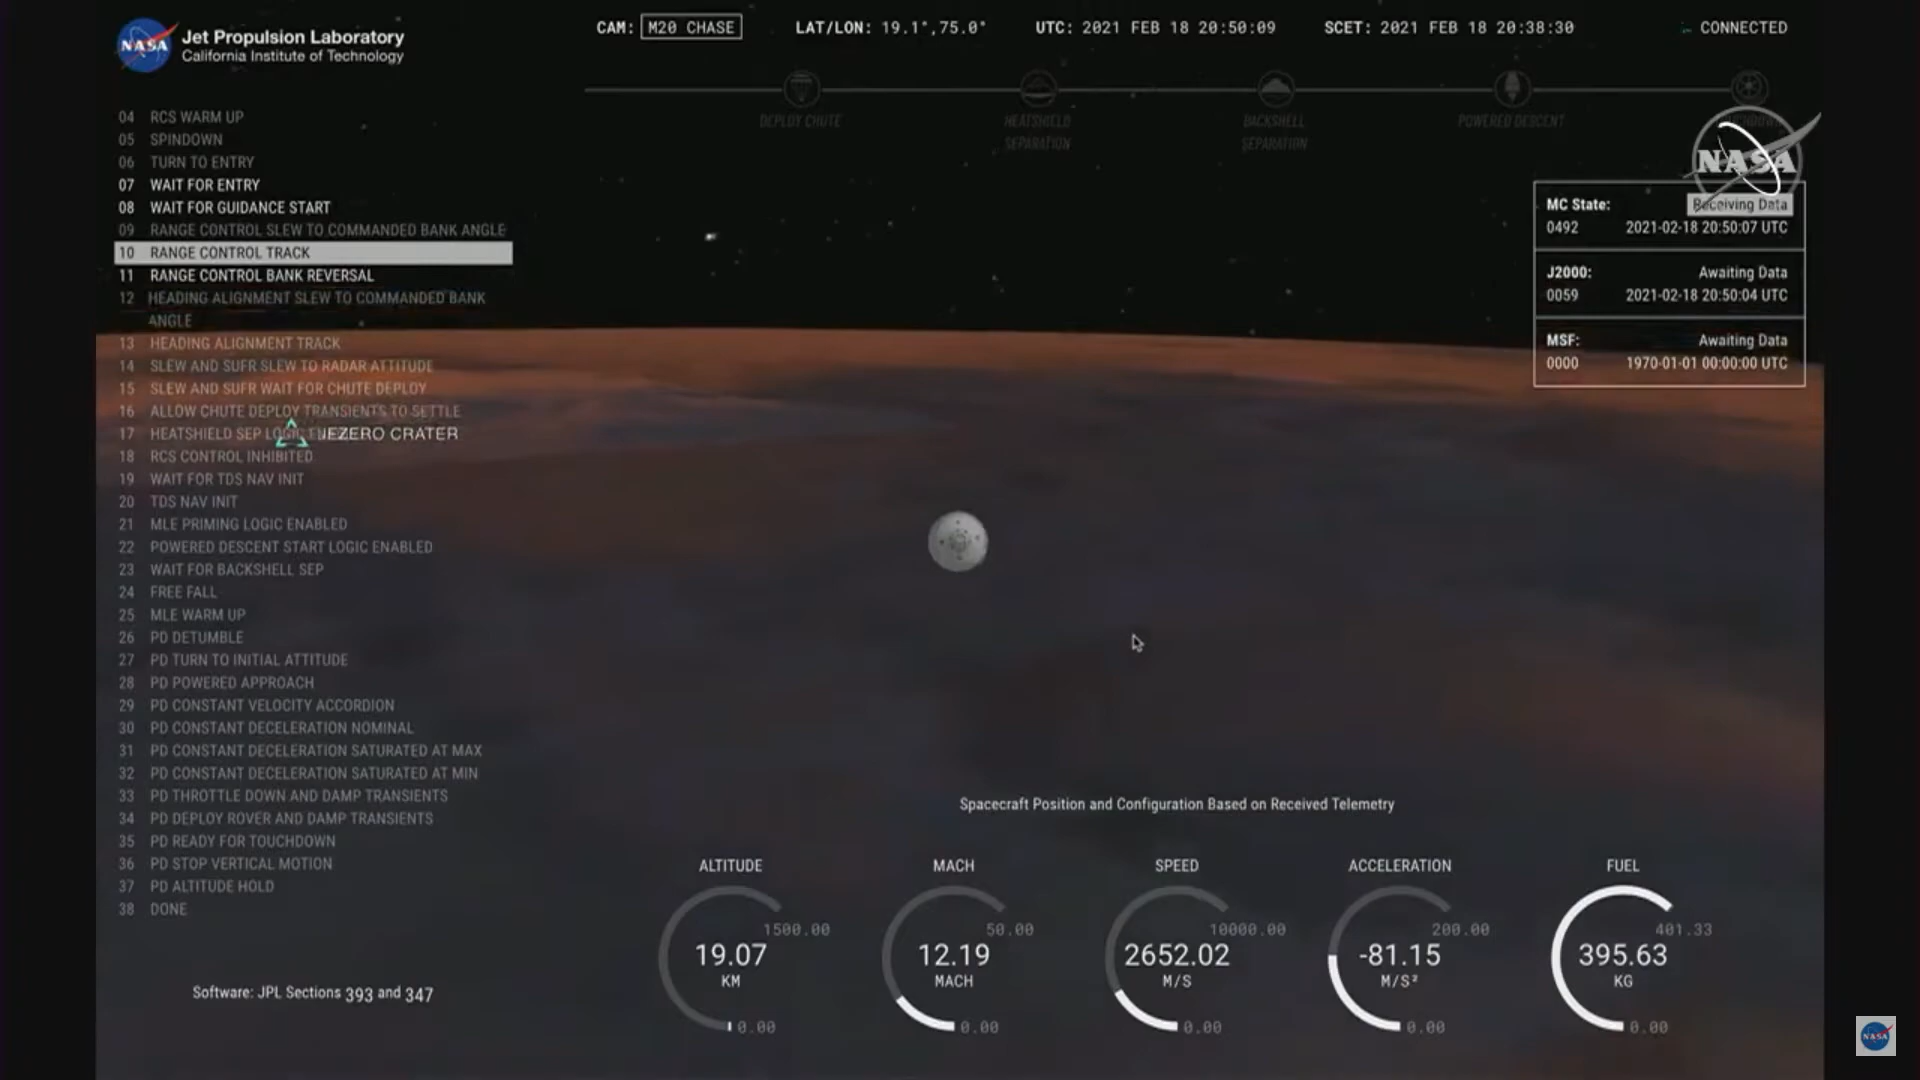 NASA
Jet Propulsion Laboratory
California Institute of Technology
CAM: M20 CHASE
LAT/LON: 19.1°,75.0°
UTC: 2021 FEB 18 20:50:09
SCET: 2021 FEB 18 20:38:30
CONNECTED
DEPLOY CHUTE
HEATSHIELD
SEPARATION
BACKSHELL
SEPARATION
POWERED DESCENT
NASA
04 RCS WARM UP
05 SPINDOWN
06 TURN TO ENTRY
07 WAIT FOR ENTRY
08 WAIT FOR GUIDANCE START
09 RANGE CONTROL SLEW TO COMMANDED BANK ANGLE
10 RANGE CONTROL TRACK
11 RANGE CONTROL BANK REVERSAL
12 HEADING ALIGNMENT SLEW TO COMMANDED BANK
ANGLE
13 HEADING ALIGNMENT TRACK
14 SLEW AND SUFR SLEW TO RADAR ATTITUDE
15 SLEW AND SUFR WAIT FOR CHUTE DEPLOY
16 ALLOW CHUTE DEPLOY TRANSIENTS TO SETTLE
17 HEATSHIELD SEP LOGIC
JEZERO CRATER
18 RCS CONTROL INHIBITED
19 WAIT FOR TDS NAV INIT
20 TDS NAV INIT
21 MLE PRIMING LOGIC ENABLED
22 POWERED DESCENT START LOGIC ENABLED
23 WAIT FOR BACKSHELL SEP
24 FREE FALL
25 MLE WARM UP
26 PD DETUMBLE
27 PD TURN TO INITIAL ATTITUDE
28 PD POWERED APPROACH
29 PD CONSTANT VELOCITY ACCORDION
30 PD CONSTANT DECELERATION NOMINAL
31 PD CONSTANT DECELERATION SATURATED AT MAX
32 PD CONSTANT DECELERATION SATURATED AT MIN
33 PD THROTTLE DOWN AND DAMP TRANSIENTS
34 PD DEPLOY ROVER AND DAMP TRANSIENTS
35 PD READY FOR TOUCHDOWN
36 PD STOP VERTICAL MOTION
37 PD ALTITUDE HOLD
38 DONE
Software: JPL Sections 393 and 347
MC State: Receiving Data
0492 2021-02-18 20:50:07 UTC
J2000: Awaiting Data
0059 2021-02-18 20:50:04 UTC
MSF: Awaiting Data
0000 1970-01-01 00:00:00 UTC
Spacecraft Position and Configuration Based on Received Telemetry
ALTITUDE
1500.00
19.07
KM
0.00
MACH
50.00
12.19
MACH
0.00
SPEED
10000.00
2652.02
M/S
0.00
ACCELERATION
200.00
-81.15
M/S²
0.00
FUEL
401.33
395.63
KG
0.00
NASA